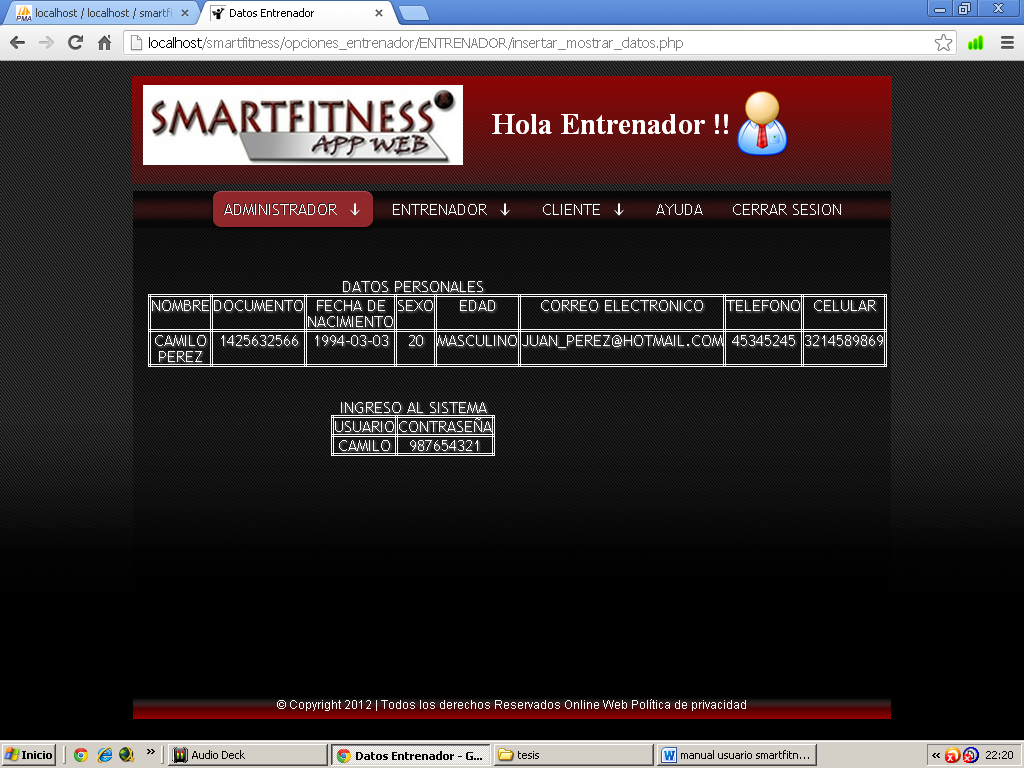 localhost / localhost / smartfi
Datos Entrenador
localhost/smartfitness/opciones_entrenador/ENTRENADOR/insertar_mostrar_datos.php
SMARTFITNESS
APP WEB
Hola Entrenador !!
ADMINISTRADOR ↓ ENTRENADOR ↓ CLIENTE ↓ AYUDA CERRAR SESION
DATOS PERSONALES
NOMBRE DOCUMENTO FECHA DE NACIMIENTO SEXO EDAD CORREO ELECTRONICO TELEFONO CELULAR
CAMILO PEREZ 1425632566 1994-03-03 20 MASCULINO JUAN_PEREZ@HOTMAIL.COM 45345245 3214589869
INGRESO AL SISTEMA
USUARIO CONTRASEÑA
CAMILO 987654321
© Copyright 2012 | Todos los derechos Reservados Online Web Política de privacidad
Inicio » Audio Deck Datos Entrenador - G... tesis manual usuario smartfitn... « 22:20